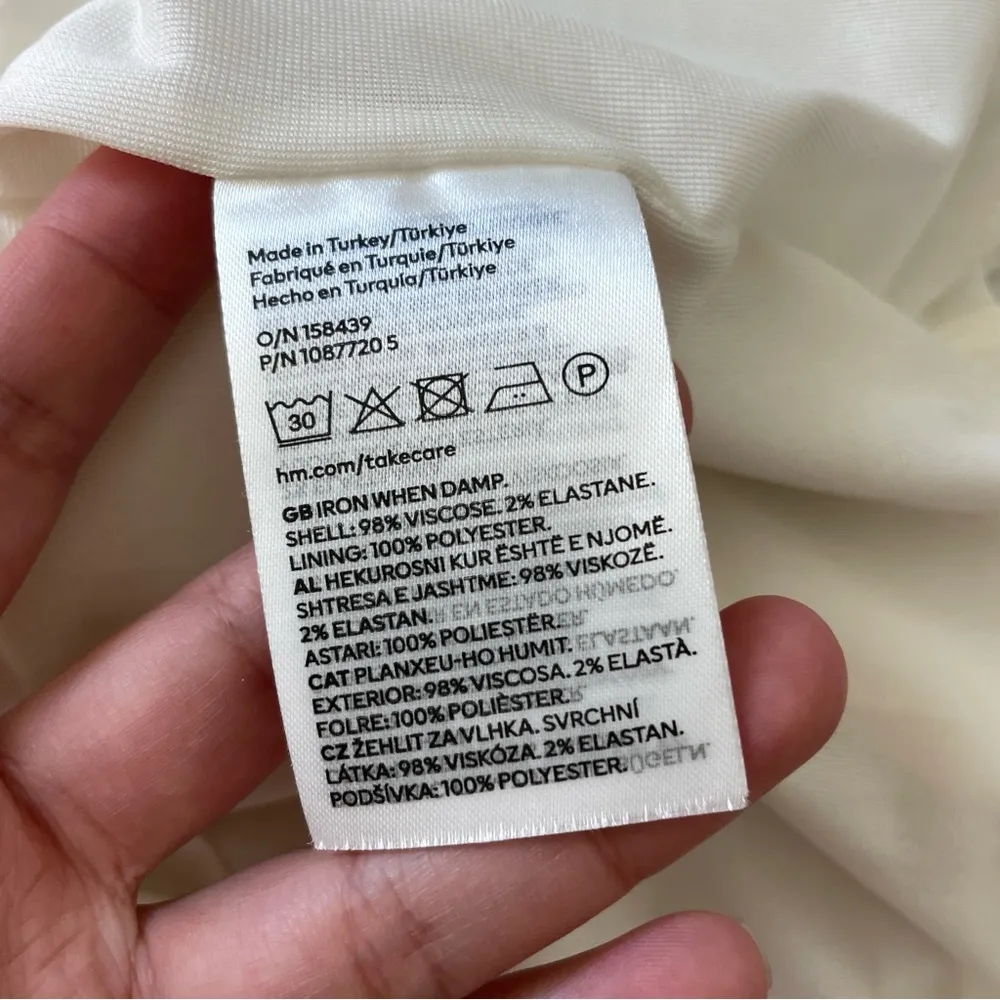 Made in Turkey/Türkiye
Fabriqué en Turquie/Türkiye
Hecho en Turquía/Türkiye
O/N 158439
P/N 1087720 5
30 P
hm.com/takecare
GB IRON WHEN DAMP.
SHELL: 98% VISCOSE. 2% ELASTANE.
LINING: 100% POLYESTER.
AL HEKUROSNI KUR ËSHTË E NJOMË.
SHTRESA E JASHTME: 98% VISKOZË.
2% ELASTAN.
ASTARI: 100% POLIESTËR.
CAT PLANXEU-HO HUMIT.
EXTERIOR: 98% VISCOSA. 2% ELASTÀ.
FOLRE: 100% POLIÈSTER.
CZ ŽEHLIT ZA VLHKA. SVRCHNÍ
LÁTKA: 98% VISKÓZA. 2% ELASTAN.
PODŠÍVKA: 100% POLYESTER.